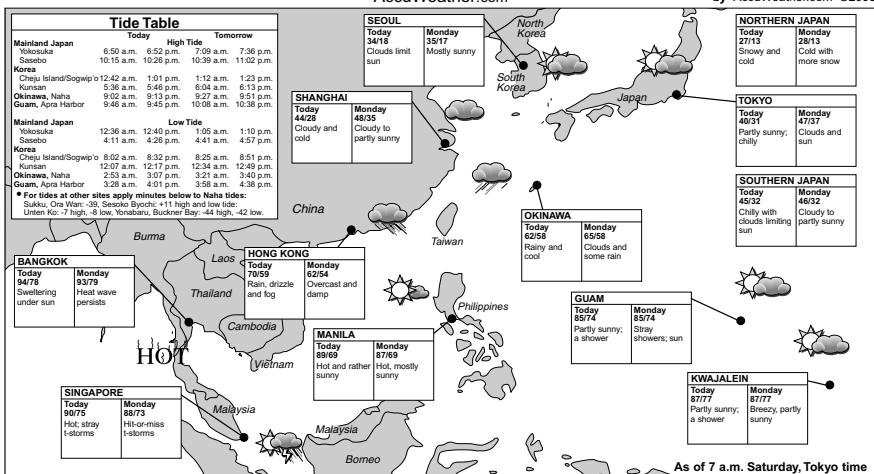 AccuWeather.com
by AccuWeather.com
Tide Table
Today Tomorrow
Mainland Japan High Tide
Yokosuka 6:50 a.m. 6:52 p.m. 7:09 a.m. 7:36 p.m.
Sasebo 10:15 a.m. 10:26 p.m. 10:39 a.m. 11:02 p.m.
Korea
Cheju Island/Sogwip'o 12:42 a.m. 1:01 p.m. 1:12 a.m. 1:23 p.m.
Kunsan 5:36 a.m. 5:46 p.m. 6:04 a.m. 6:13 p.m.
Okinawa, Naha 9:02 a.m. 9:13 p.m. 9:27 a.m. 9:51 p.m.
Guam, Apra Harbor 9:46 a.m. 9:45 p.m. 10:08 a.m. 10:38 p.m.
Mainland Japan Low Tide
Yokosuka 12:36 a.m. 12:40 p.m. 1:05 a.m. 1:10 p.m.
Sasebo 4:11 a.m. 4:26 p.m. 4:41 a.m. 4:57 p.m.
Korea
Cheju Island/Sogwip'o 8:02 a.m. 8:32 p.m. 8:25 a.m. 8:51 p.m.
Kunsan 12:07 a.m. 12:17 p.m. 12:34 a.m. 12:49 p.m.
Okinawa, Naha 2:53 a.m. 3:07 p.m. 3:21 a.m. 3:40 p.m.
Guam, Apra Harbor 3:28 a.m. 4:01 p.m. 3:58 a.m. 4:38 p.m.
• For tides at other sites apply minutes below to Naha tides:
Sukku, Ora Wan: -39, Sesoko Byochi: +11 high and low tide:
Unten Ko: -7 high, -8 low, Yonabaru, Buckner Bay: -44 high, -42 low.
SEOUL
Today Monday
34/18 35/17
Clouds limit Mostly sunny
sun
North
Korea
South
Korea
Japan
NORTHERN JAPAN
Today Monday
27/13 28/13
Snowy and Cold with
cold more snow
SHANGHAI
Today Monday
44/28 48/35
Cloudy and Cloudy to
cold partly sunny
TOKYO
Today Monday
40/31 47/37
Partly sunny; Clouds and
chilly sun
SOUTHERN JAPAN
Today Monday
45/32 46/32
Chilly with Cloudy to
clouds limiting partly sunny
sun
China
Taiwan
OKINAWA
Today Monday
62/58 65/58
Rainy and Clouds and
cool some rain
Burma
Laos
Thailand
Cambodia
Vietnam
BANGKOK
Today Monday
94/78 93/79
Sweltering Heat wave
under sun persists
HONG KONG
Today Monday
70/59 62/54
Rain, drizzle Overcast and
and fog damp
HOT
Philippines
MANILA
Today Monday
89/69 87/69
Hot and rather Hot, mostly
sunny sunny
GUAM
Today Monday
85/74 85/74
Partly sunny; Stray
a shower showers; sun
KWAJALEIN
Today Monday
87/77 87/77
Partly sunny; Breezy, partly
a shower sunny
SINGAPORE
Today Monday
90/75 88/73
Hot; stray Hit-or-miss
t-storms t-storms
Malaysia
Malaysia
Borneo
As of 7 a.m. Saturday, Tokyo time